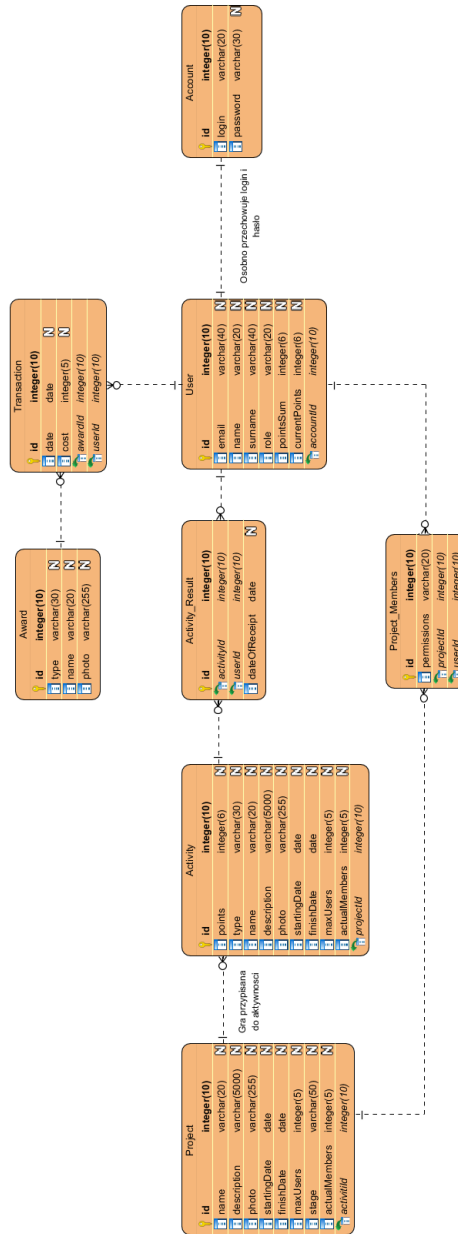 Award
id integer(10)
type varchar(30) N
name varchar(20) N
photo varchar(255) N
Transaction
id integer(10)
date date N
cost integer(5) N
awardId integer(10)
userId integer(10)
Project
id integer(10)
name varchar(20) N
description varchar(5000) N
photo varchar(255) N
startingDate date N
finishDate date N
maxUsers integer(5) N
stage varchar(50) N
actualMembers integer(5) N
activitiId integer(10)
Gra przypisana
do aktywnosci
Activity
id integer(10)
points integer(6) N
type varchar(30) N
name varchar(20) N
description varchar(5000) N
photo varchar(255) N
startingDate date N
finishDate date N
maxUsers integer(5) N
actualMembers integer(5) N
projectId integer(10)
Activity_Result
id integer(10)
activityId integer(10)
userId integer(10)
dateOfReceipt date N
User
id integer(10)
email varchar(40) N
name varchar(20) N
surname varchar(40) N
role varchar(20) N
pointsSum integer(6) N
currentPoints integer(6) N
accountId integer(10)
Osobno przechowuje login i
hasło
Account
id integer(10)
login varchar(20)
password varchar(30) N
Project_Members
id integer(10)
permissions varchar(20)
projectId integer(10)
userId integer(10)